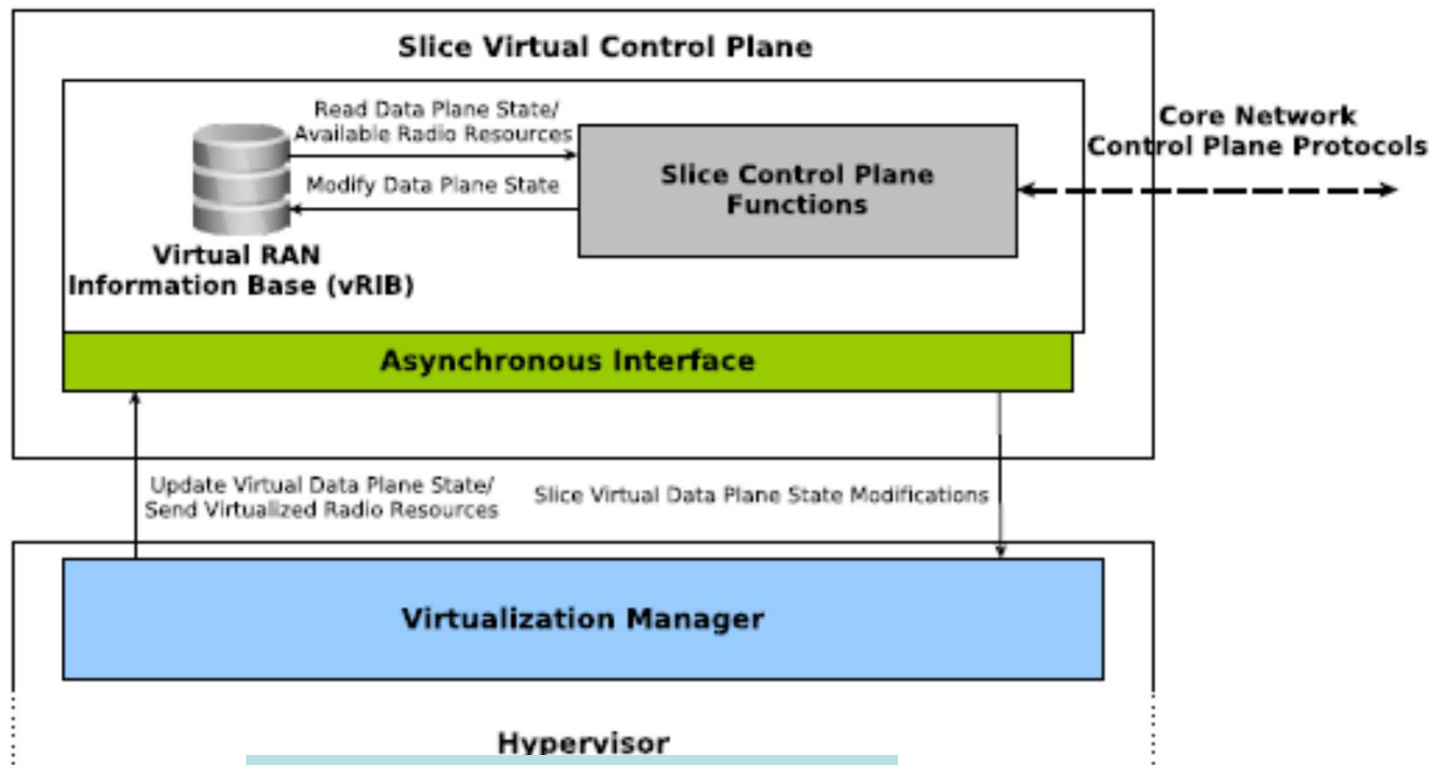 Slice Virtual Control Plane
Read Data Plane State/
Available Radio Resources
Modify Data Plane State
Virtual RAN
Information Base (vRIB)
Slice Control Plane
Functions
Core Network
Control Plane Protocols
Asynchronous Interface
Update Virtual Data Plane State/
Send Virtualized Radio Resources
Slice Virtual Data Plane State Modifications
Virtualization Manager
Hypervisor